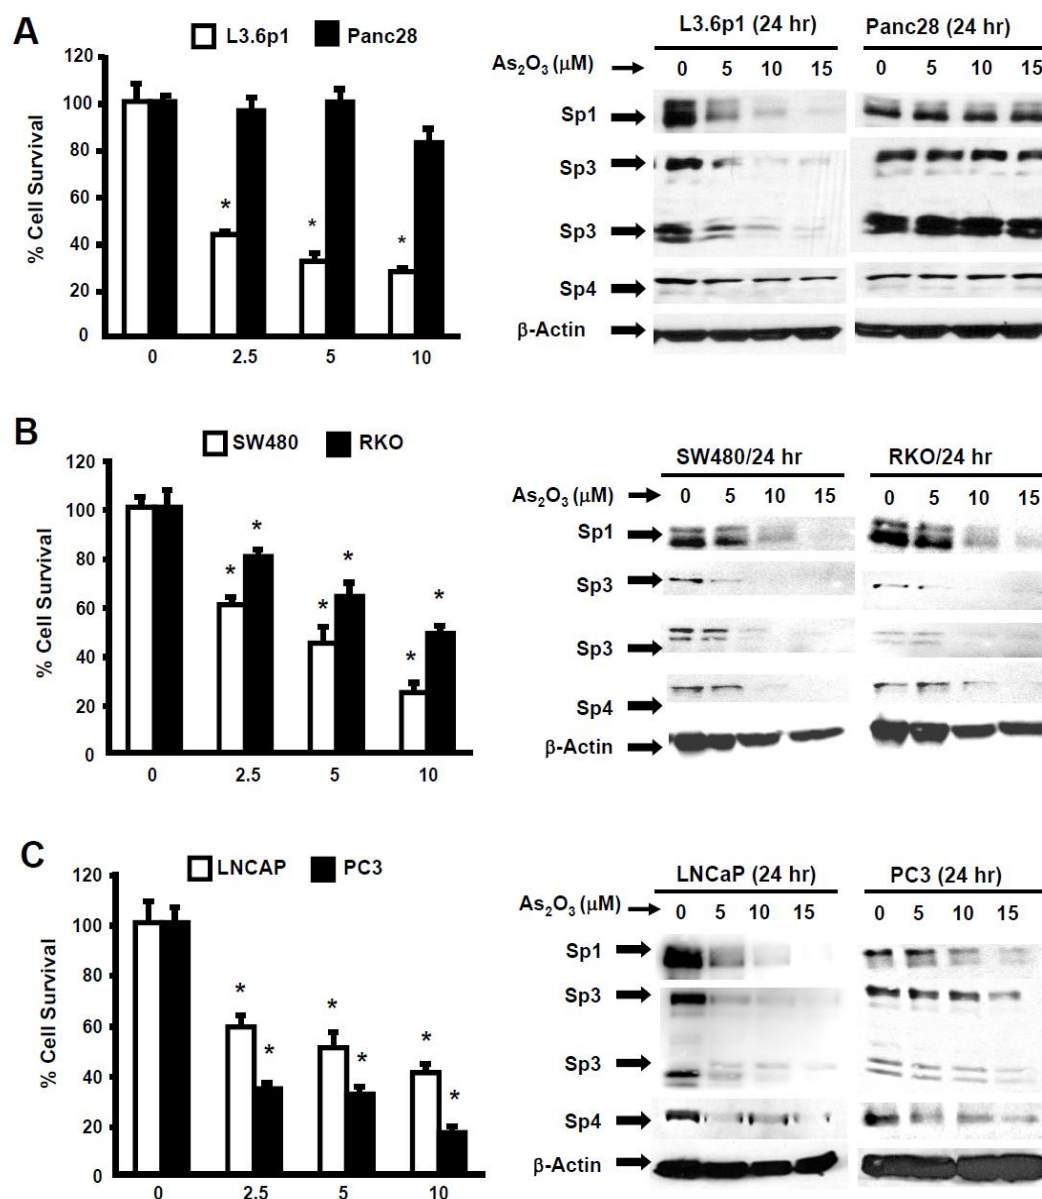 A
L3.6p1 Panc28
120
100
80
60
40
20
0
% Cell Survival
* * *
0 2.5 5 10
L3.6p1 (24 hr) Panc28 (24 hr)
As2O3 (μM) 0 5 10 15 0 5 10 15
Sp1
Sp3
Sp3
Sp4
β-Actin
B
SW480 RKO
120
100
80
60
40
20
0
% Cell Survival
* * * * * *
0 2.5 5 10
SW480/24 hr RKO/24 hr
As2O3 (μM) 0 5 10 15 0 5 10 15
Sp1
Sp3
Sp3
Sp4
β-Actin
C
LNCAP PC3
120
100
80
60
40
20
0
% Cell Survival
* * * * * *
0 2.5 5 10
LNCaP (24 hr) PC3 (24 hr)
As2O3 (μM) 0 5 10 15 0 5 10 15
Sp1
Sp3
Sp3
Sp4
β-Actin